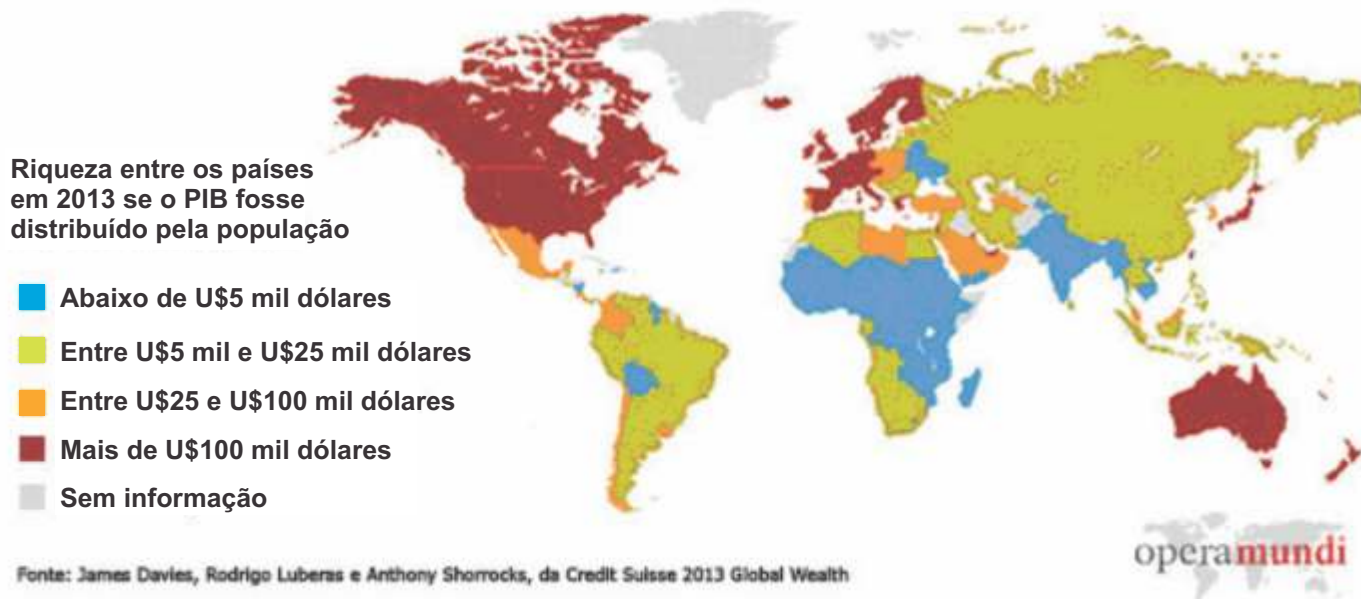 Riqueza entre os países
em 2013 se o PIB fosse
distribuído pela população
Abaixo de U$5 mil dólares
Entre U$5 mil e U$25 mil dólares
Entre U$25 e U$100 mil dólares
Mais de U$100 mil dólares
Sem informação
operamundi
Fonte: James Davies, Rodrigo Luberas e Anthony Shorrocks, da Credit Suisse 2013 Global Wealth